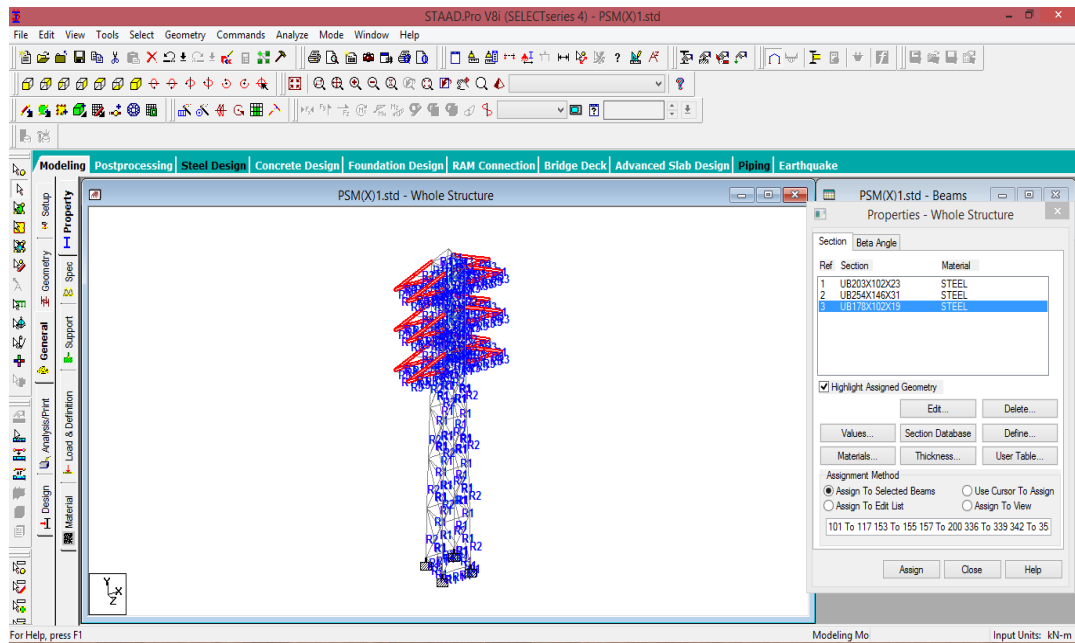 STAAD.Pro V8i (SELECTseries 4) - PSM(X)1.std
File Edit View Tools Select Geometry Commands Analyze Mode Window Help
Modeling Postprocessing Steel Design Concrete Design Foundation Design RAM Connection Bridge Deck Advanced Slab Design Piping Earthquake
Setup
Geometry
General
Analysis/Print
Design
Property
Spec
Support
Load & Definition
Material
PSM(X)1.std - Whole Structure
Y
X
Z
PSM(X)1.std - Beams
Properties - Whole Structure
Section Beta Angle
Ref Section Material
1 UB203X102X23 STEEL
2 UB254X146X31 STEEL
3 UB178X102X19 STEEL
Highlight Assigned Geometry
Edit... Delete...
Values... Section Database Define...
Materials... Thickness... User Table...
Assignment Method
Assign To Selected Beams Use Cursor To Assign
Assign To Edit List Assign To View
101 To 117 153 To 155 157 To 200 336 To 339 342 To 35
Assign Close Help
For Help, press F1 Modeling Mo Input Units: kN-m